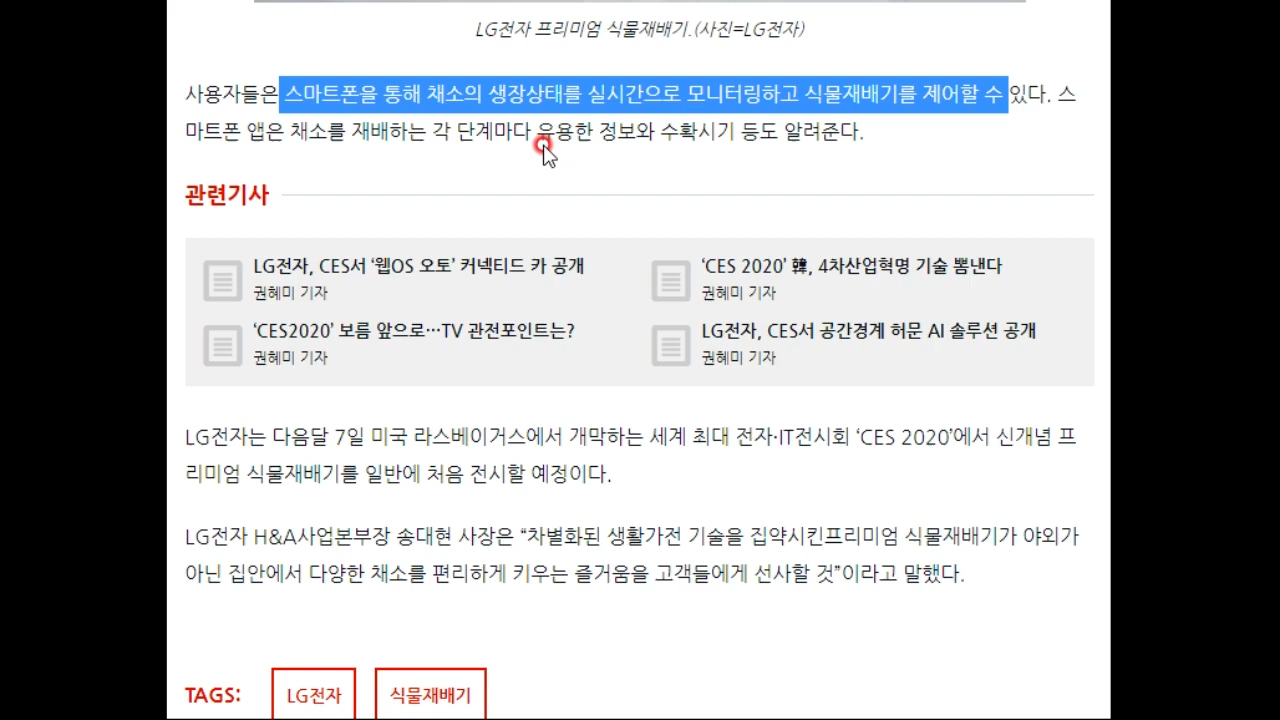 LG전자 프리미엄 식물재배기.(사진=LG전자)
사용자들은 스마트폰을 통해 채소의 생장상태를 실시간으로 모니터링하고 식물재배기를 제어할 수 있다. 스
마트폰 앱은 채소를 재배하는 각 단계마다 유용한 정보와 수확시기 등도 알려준다.
관련기사
LG전자, CES서 ‘웹OS 오토’ 커넥티드 카 공개
권혜미 기자
‘CES 2020’ 韓, 4차산업혁명 기술 뽐낸다
권혜미 기자
‘CES2020’ 보름 앞으로…TV 관전포인트는?
권혜미 기자
LG전자, CES서 공간경계 허문 AI 솔루션 공개
권혜미 기자
LG전자는 다음달 7일 미국 라스베이거스에서 개막하는 세계 최대 전자·IT전시회 ‘CES 2020’에서 신개념 프
리미엄 식물재배기를 일반에 처음 전시할 예정이다.
LG전자 H&A사업본부장 송대현 사장은 “차별화된 생활가전 기술을 집약시킨프리미엄 식물재배기가 야외가
아닌 집안에서 다양한 채소를 편리하게 키우는 즐거움을 고객들에게 선사할 것”이라고 말했다.
TAGS: LG전자 식물재배기